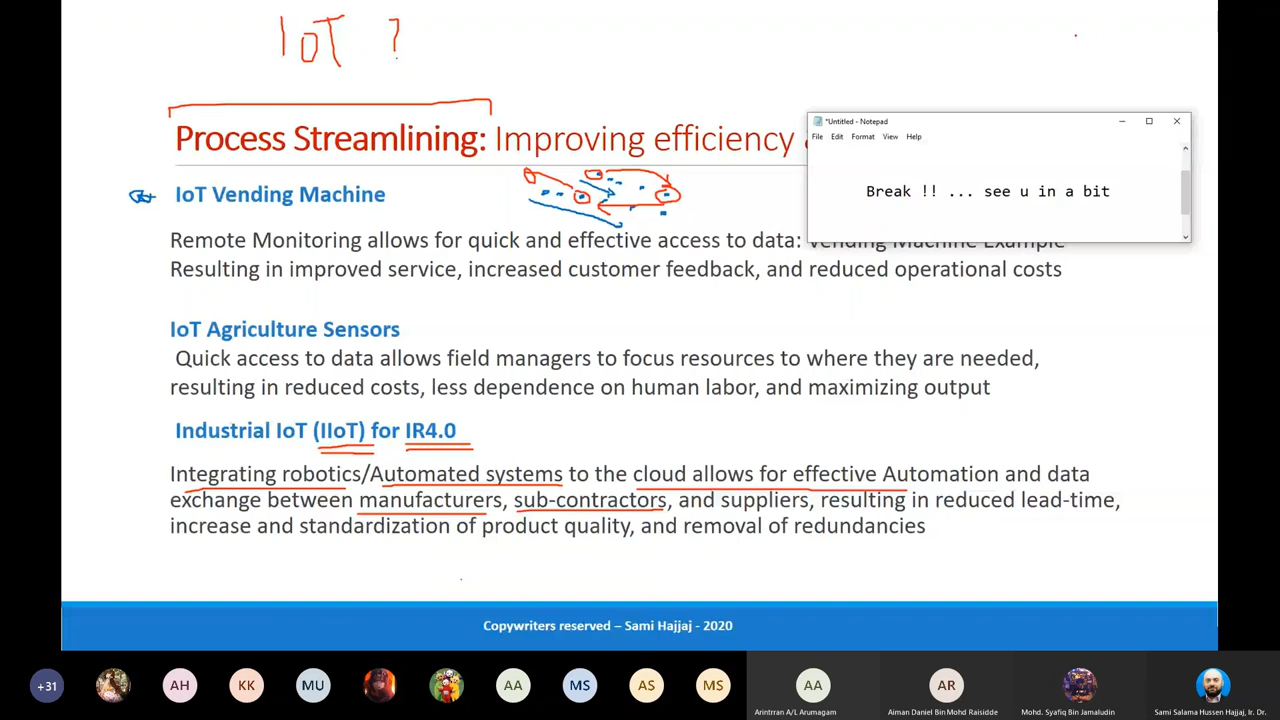 IoT ?
Process Streamlining: Improving efficiency
*Untitled - Notepad
File Edit Format View Help
Break !! ... see u in a bit
IoT Vending Machine
Remote Monitoring allows for quick and effective access to data: Vending Machine Example
Resulting in improved service, increased customer feedback, and reduced operational costs
IoT Agriculture Sensors
Quick access to data allows field managers to focus resources to where they are needed,
resulting in reduced costs, less dependence on human labor, and maximizing output
Industrial IoT (IIoT) for IR4.0
Integrating robotics/Automated systems to the cloud allows for effective Automation and data
exchange between manufacturers, sub-contractors, and suppliers, resulting in reduced lead-time,
increase and standardization of product quality, and removal of redundancies
Copywriters reserved – Sami Hajjaj - 2020
+31 AH KK MU AA MS AS MS AA AR
Arintrran A/L Arumagam Aiman Daniel Bin Mohd Raisidde Mohd. Syafiq Bin Jamaludin Sami Salama Hussen Hajjaj, Ir. Dr.